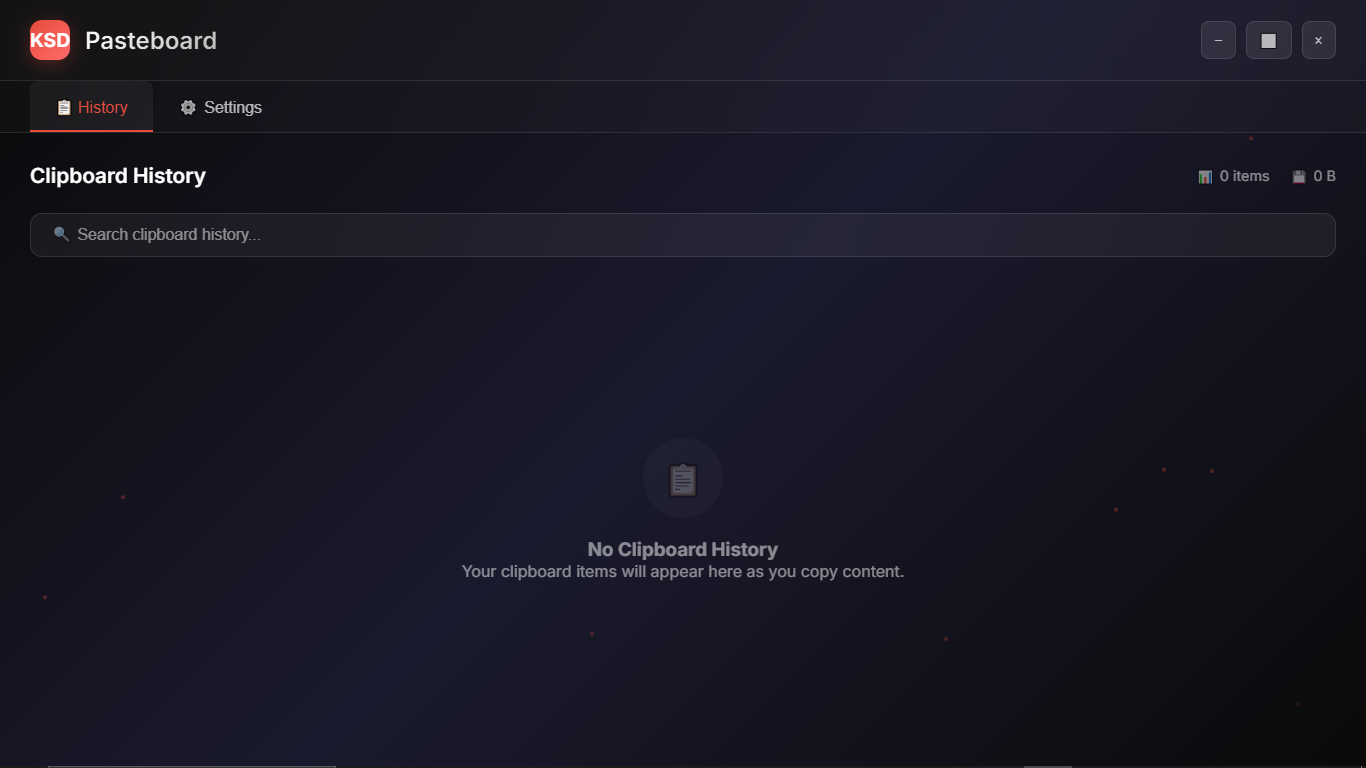 KSD Pasteboard
History Settings
Clipboard History
0 items 0 B
Search clipboard history...
No Clipboard History
Your clipboard items will appear here as you copy content.